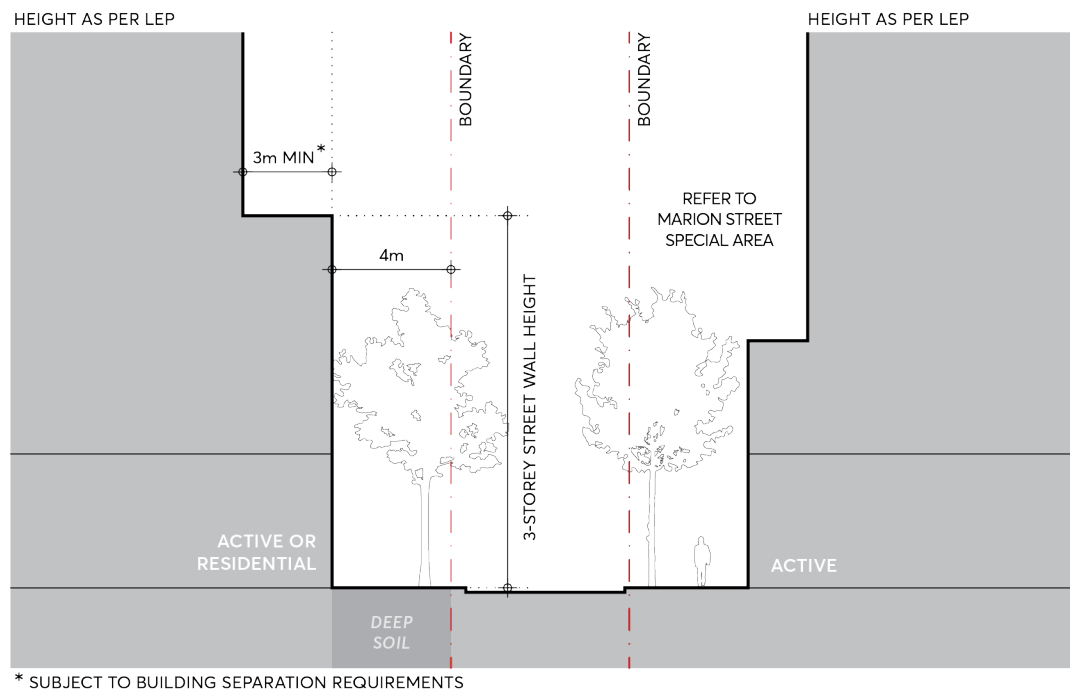 HEIGHT AS PER LEP
HEIGHT AS PER LEP
BOUNDARY
BOUNDARY
3m MIN*
REFER TO
MARION STREET
SPECIAL AREA
4m
3-STOREY STREET WALL HEIGHT
ACTIVE OR
RESIDENTIAL
ACTIVE
DEEP
SOIL
* SUBJECT TO BUILDING SEPARATION REQUIREMENTS